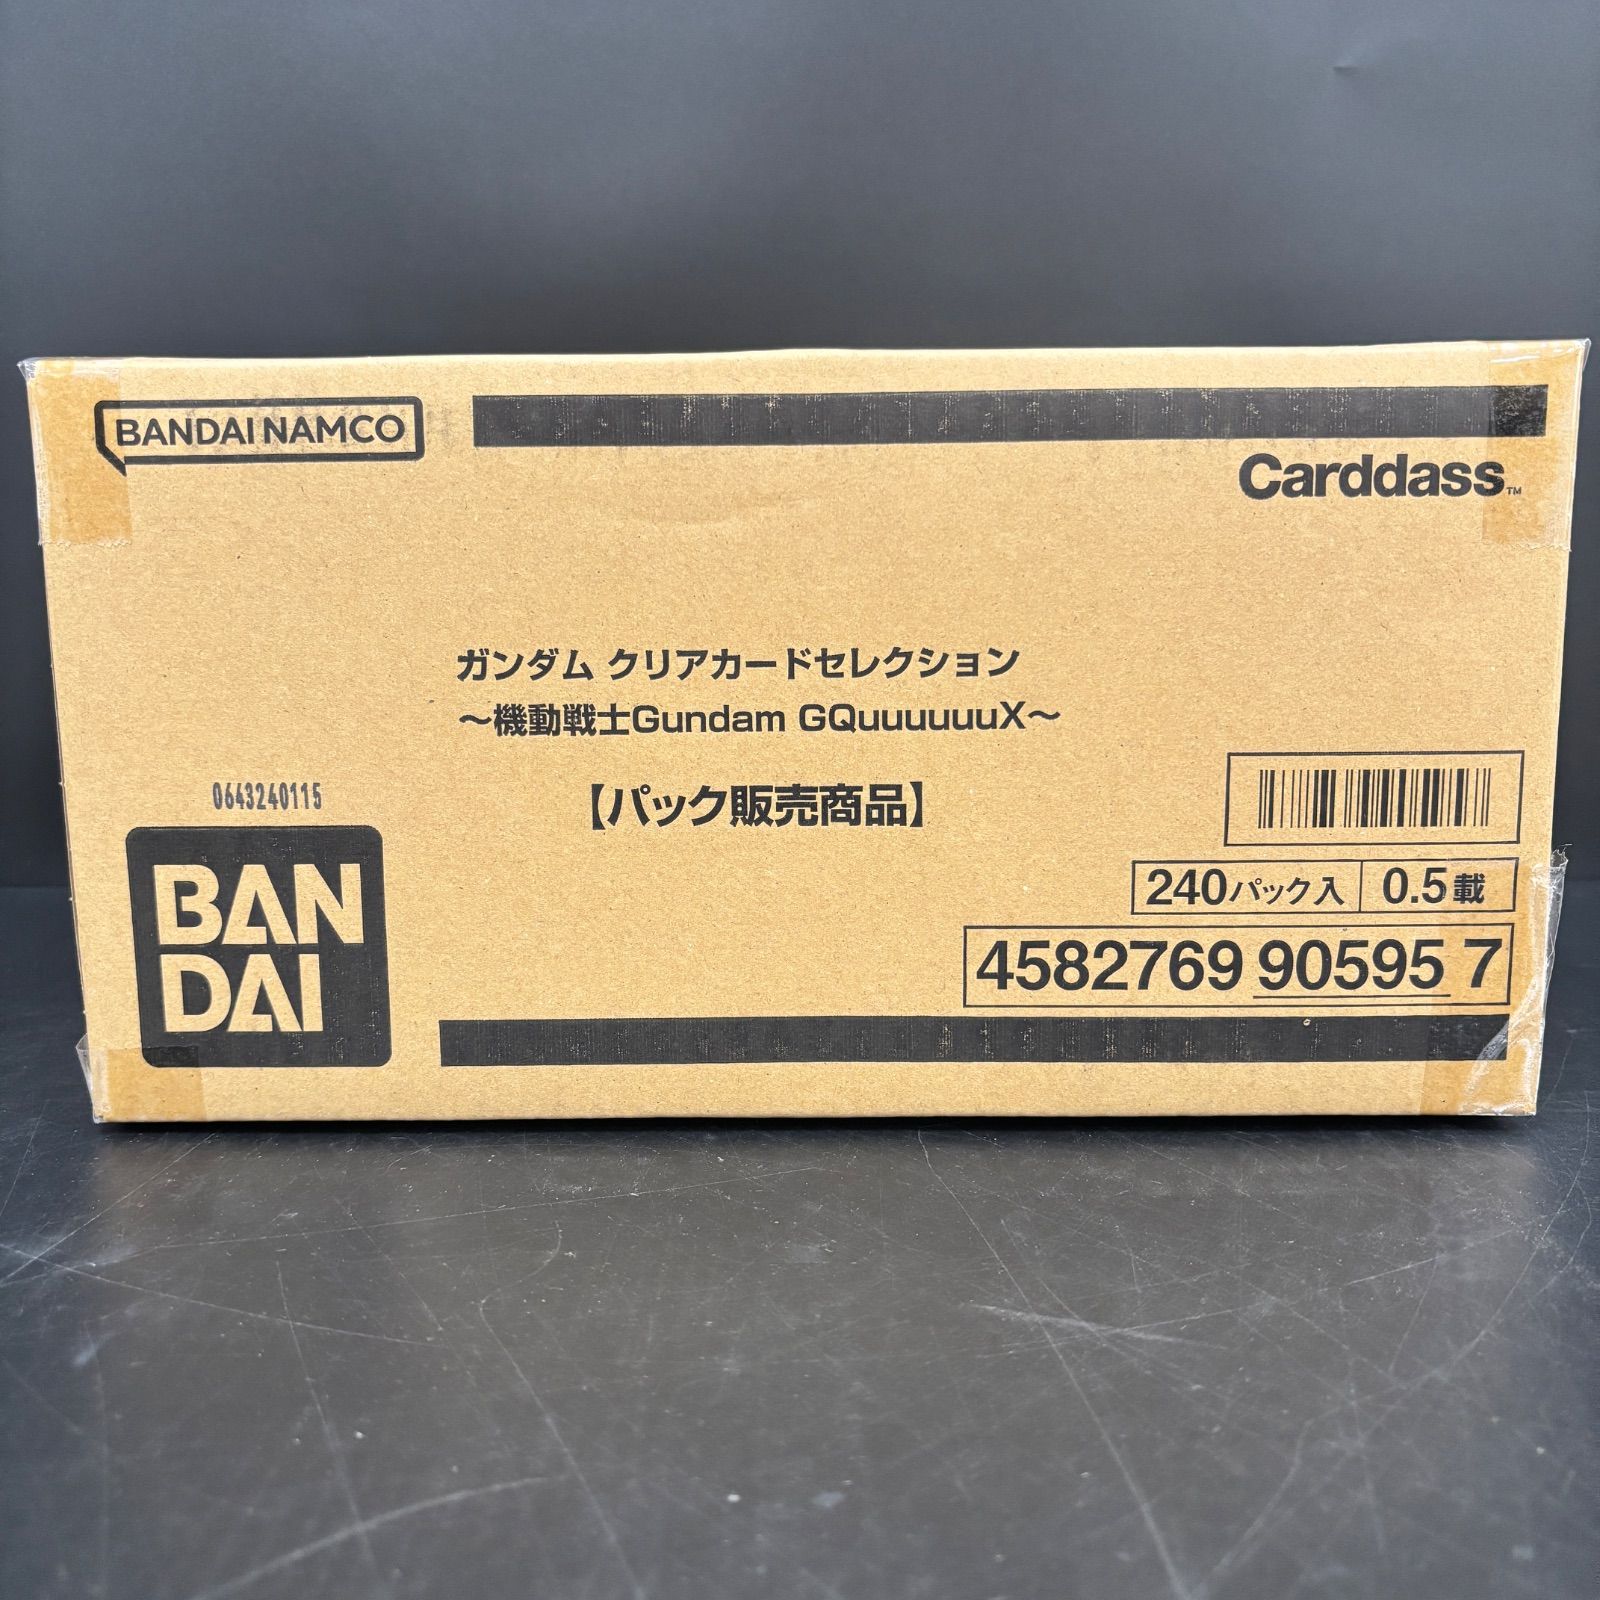 BANDAI NAMCO
Carddass™
ガンダム クリアカードセレクション
～機動戦士Gundam GQuuuuuuX～
【パック販売商品】
0643240115
BAN
DAI
240パック入 0.5載
4582769 90595 7